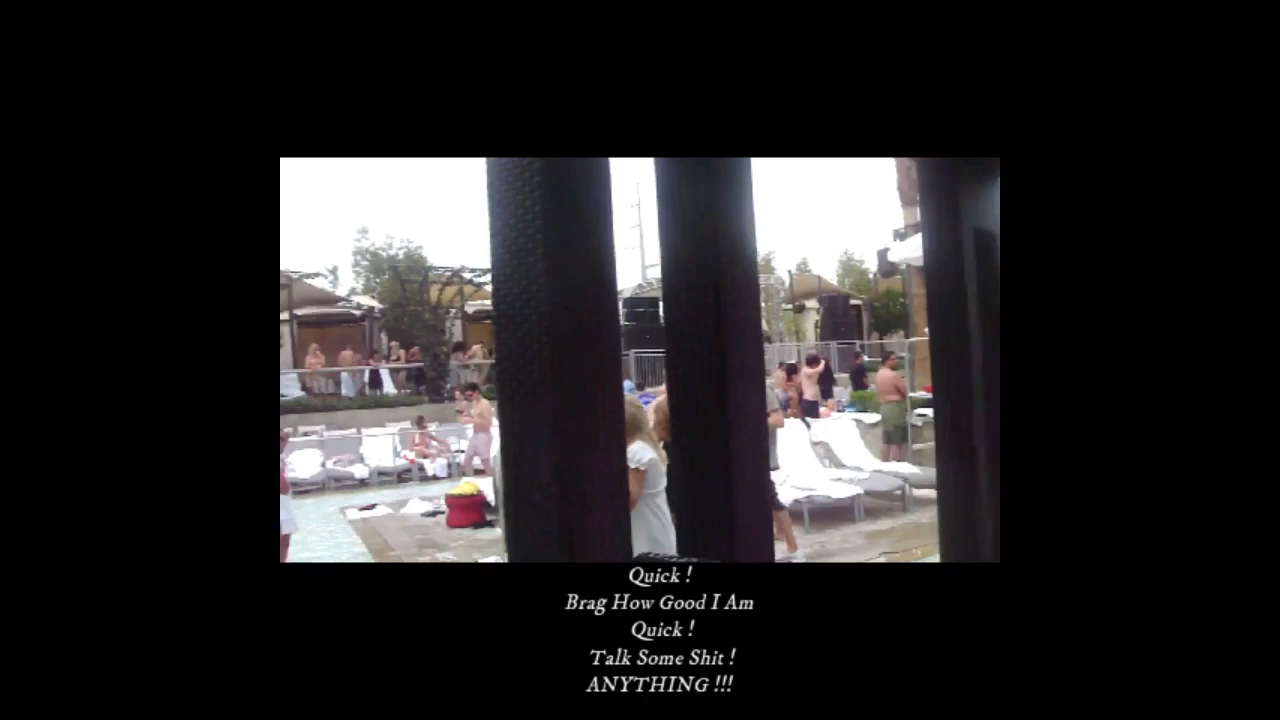 Quick !
Brag How Good I Am
Quick !
Talk Some Shit !
ANYTHING !!!